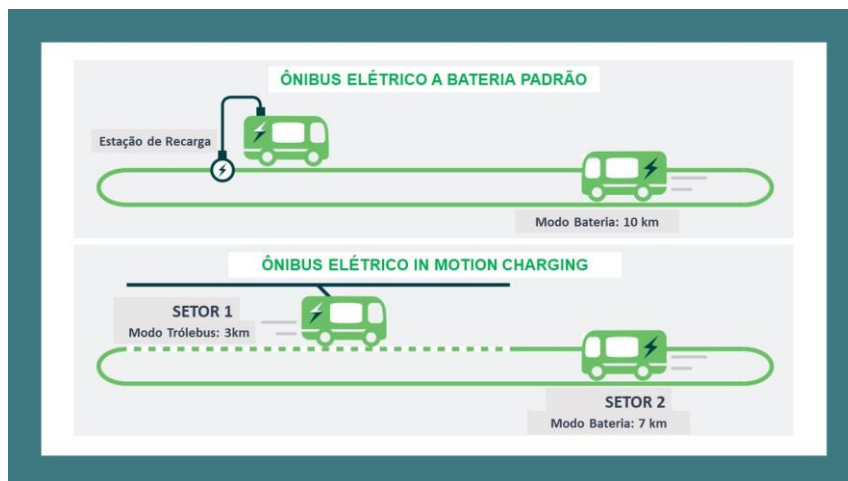 ÔNIBUS ELÉTRICO A BATERIA PADRÃO
Estação de Recarga
Modo Bateria: 10 km
ÔNIBUS ELÉTRICO IN MOTION CHARGING
SETOR 1
Modo Trólebus: 3km
SETOR 2
Modo Bateria: 7 km